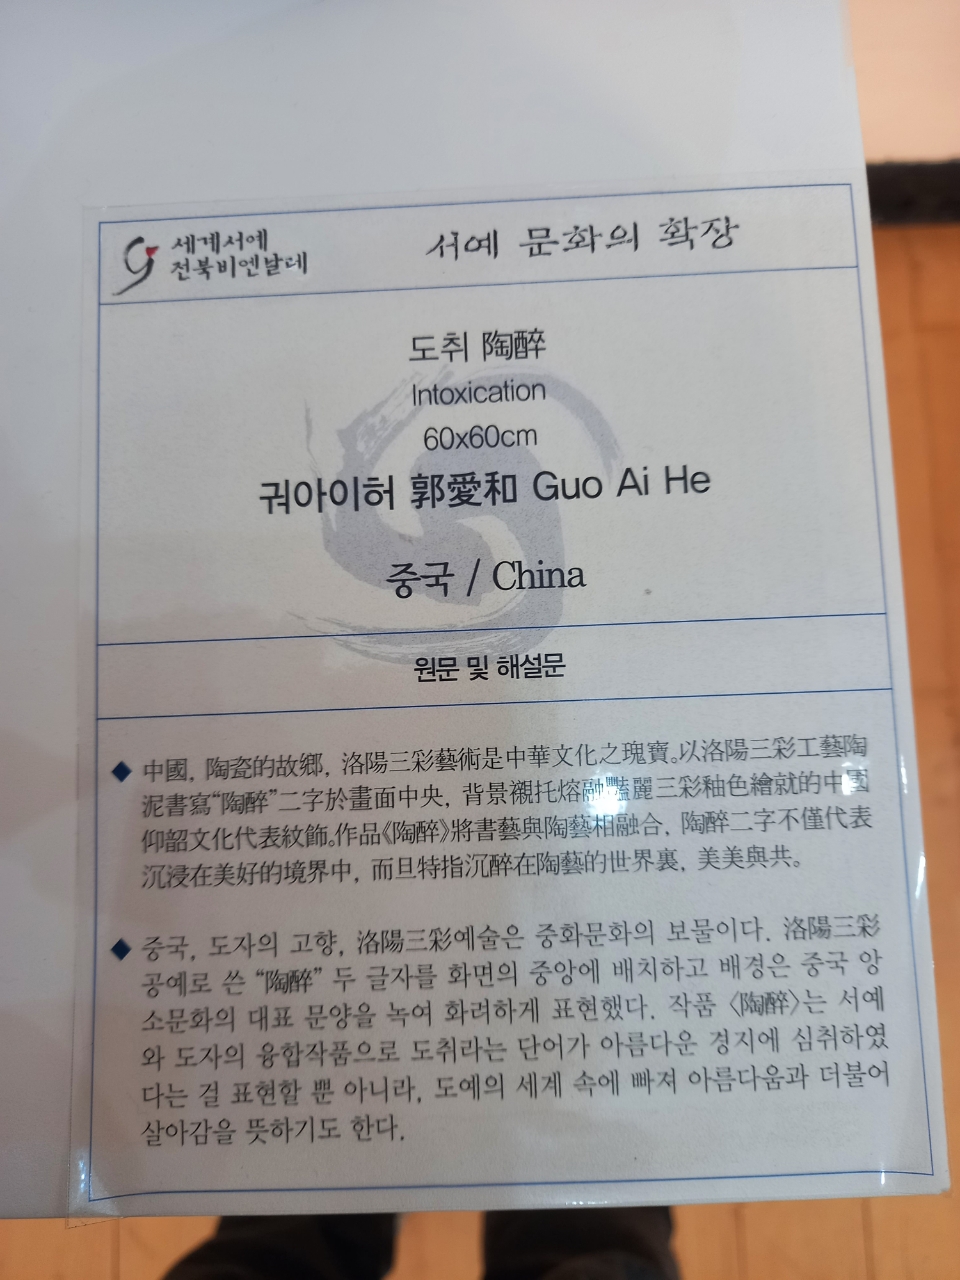 세계서예
전북비엔날레
서예 문화의 확장
도취 陶醉
Intoxication
60x60cm
궈아이허 郭愛和 Guo Ai He
중국 / China
원문 및 해설문
◆ 中國, 陶瓷的故鄉, 洛陽三彩藝術是中華文化之瑰寶。以洛陽三彩工藝陶
泥書寫“陶醉”二字於畫面中央, 背景襯托熔融豔麗三彩釉色繪就的中國
仰韶文化代表紋飾。作品《陶醉》將書藝與陶藝相融合, 陶醉二字不僅代表
沉浸在美好的境界中, 而且特指沉醉在陶藝的世界裏, 美美與共。
◆ 중국, 도자의 고향, 洛陽三彩예술은 중화문화의 보물이다. 洛陽三彩
공예로 쓴 “陶醉” 두 글자를 화면의 중앙에 배치하고 배경은 중국 앙
소문화의 대표 문양을 녹여 화려하게 표현했다. 작품 〈陶醉〉는 서예
와 도자의 융합작품으로 도취라는 단어가 아름다운 경지에 심취하였
다는 걸 표현할 뿐 아니라, 도예의 세계 속에 빠져 아름다움과 더불어
살아감을 뜻하기도 한다.